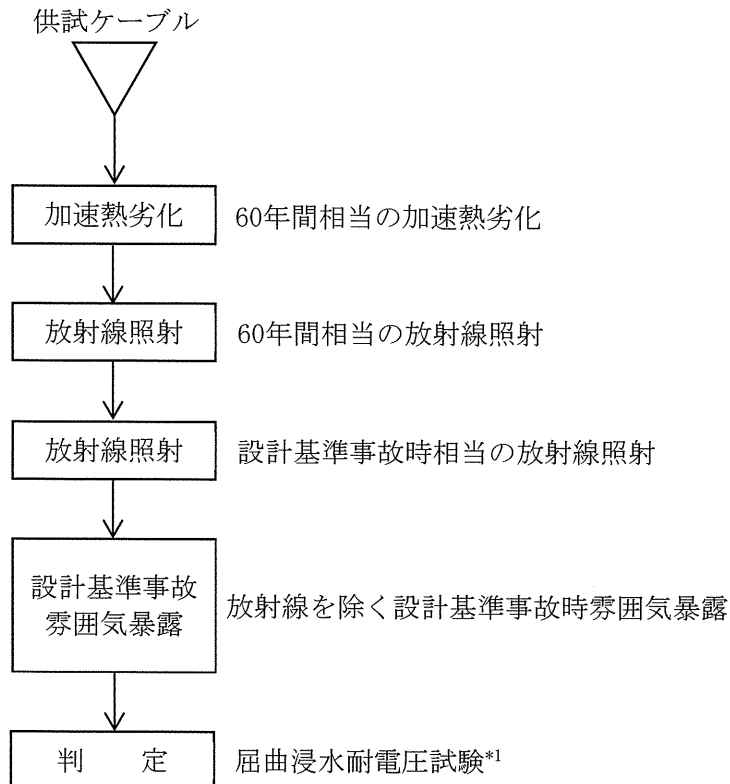 供試ケーブル
加速熱劣化 60年間相当の加速熱劣化
放射線照射 60年間相当の放射線照射
放射線照射 設計基準事故時相当の放射線照射
設計基準事故
雰囲気暴露
放射線を除く設計基準事故時雰囲気暴露
判 定 屈曲浸水耐電圧試験*1